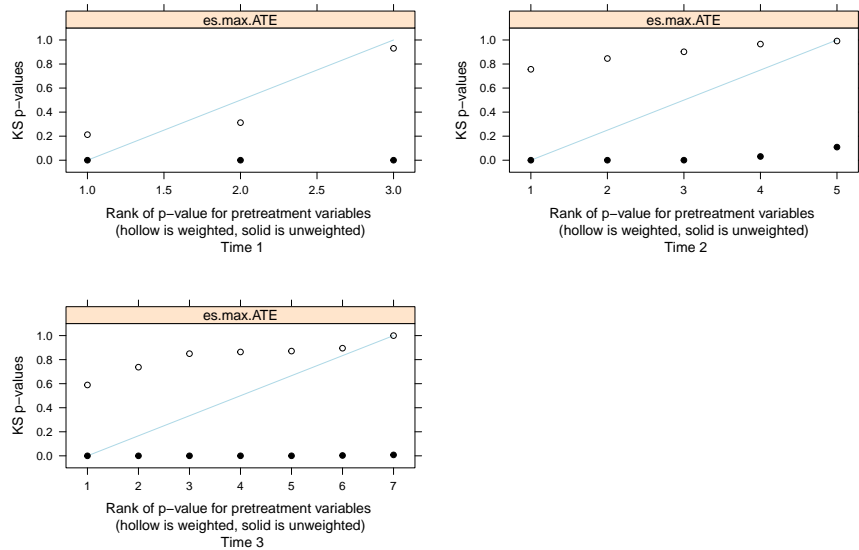 es.max.ATE
KS p−values
1.0
0.8
0.6
0.4
0.2
0.0
1.0 1.5 2.0 2.5 3.0
Rank of p−value for pretreatment variables
(hollow is weighted, solid is unweighted)
Time 1
es.max.ATE
KS p−values
1.0
0.8
0.6
0.4
0.2
0.0
1 2 3 4 5
Rank of p−value for pretreatment variables
(hollow is weighted, solid is unweighted)
Time 2
es.max.ATE
KS p−values
1.0
0.8
0.6
0.4
0.2
0.0
1 2 3 4 5 6 7
Rank of p−value for pretreatment variables
(hollow is weighted, solid is unweighted)
Time 3